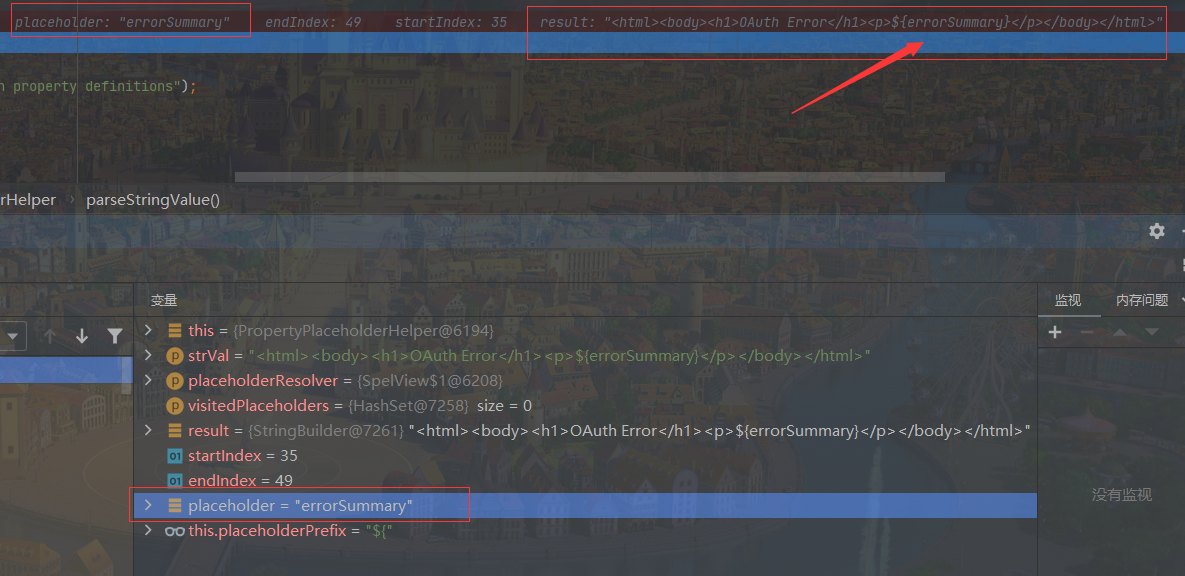 placeholder: "errorSummary" endIndex: 49 startIndex: 35 result: "<html><body><h1>OAuth Error</h1><p>${errorSummary}</p></body></html>"
property definitions");
rHelper › parseStringValue()
变量
监视 内存问题
this = {PropertyPlaceholderHelper@6194}
strVal = "<html><body><h1>OAuth Error</h1><p>${errorSummary}</p></body></html>"
placeholderResolver = {SpelView$1@6208}
visitedPlaceholders = {HashSet@7258} size = 0
result = {StringBuilder@7261} "<html><body><h1>OAuth Error</h1><p>${errorSummary}</p></body></html>"
startIndex = 35
endIndex = 49
placeholder = "errorSummary"
this.placeholderPrefix = "${"
没有监视